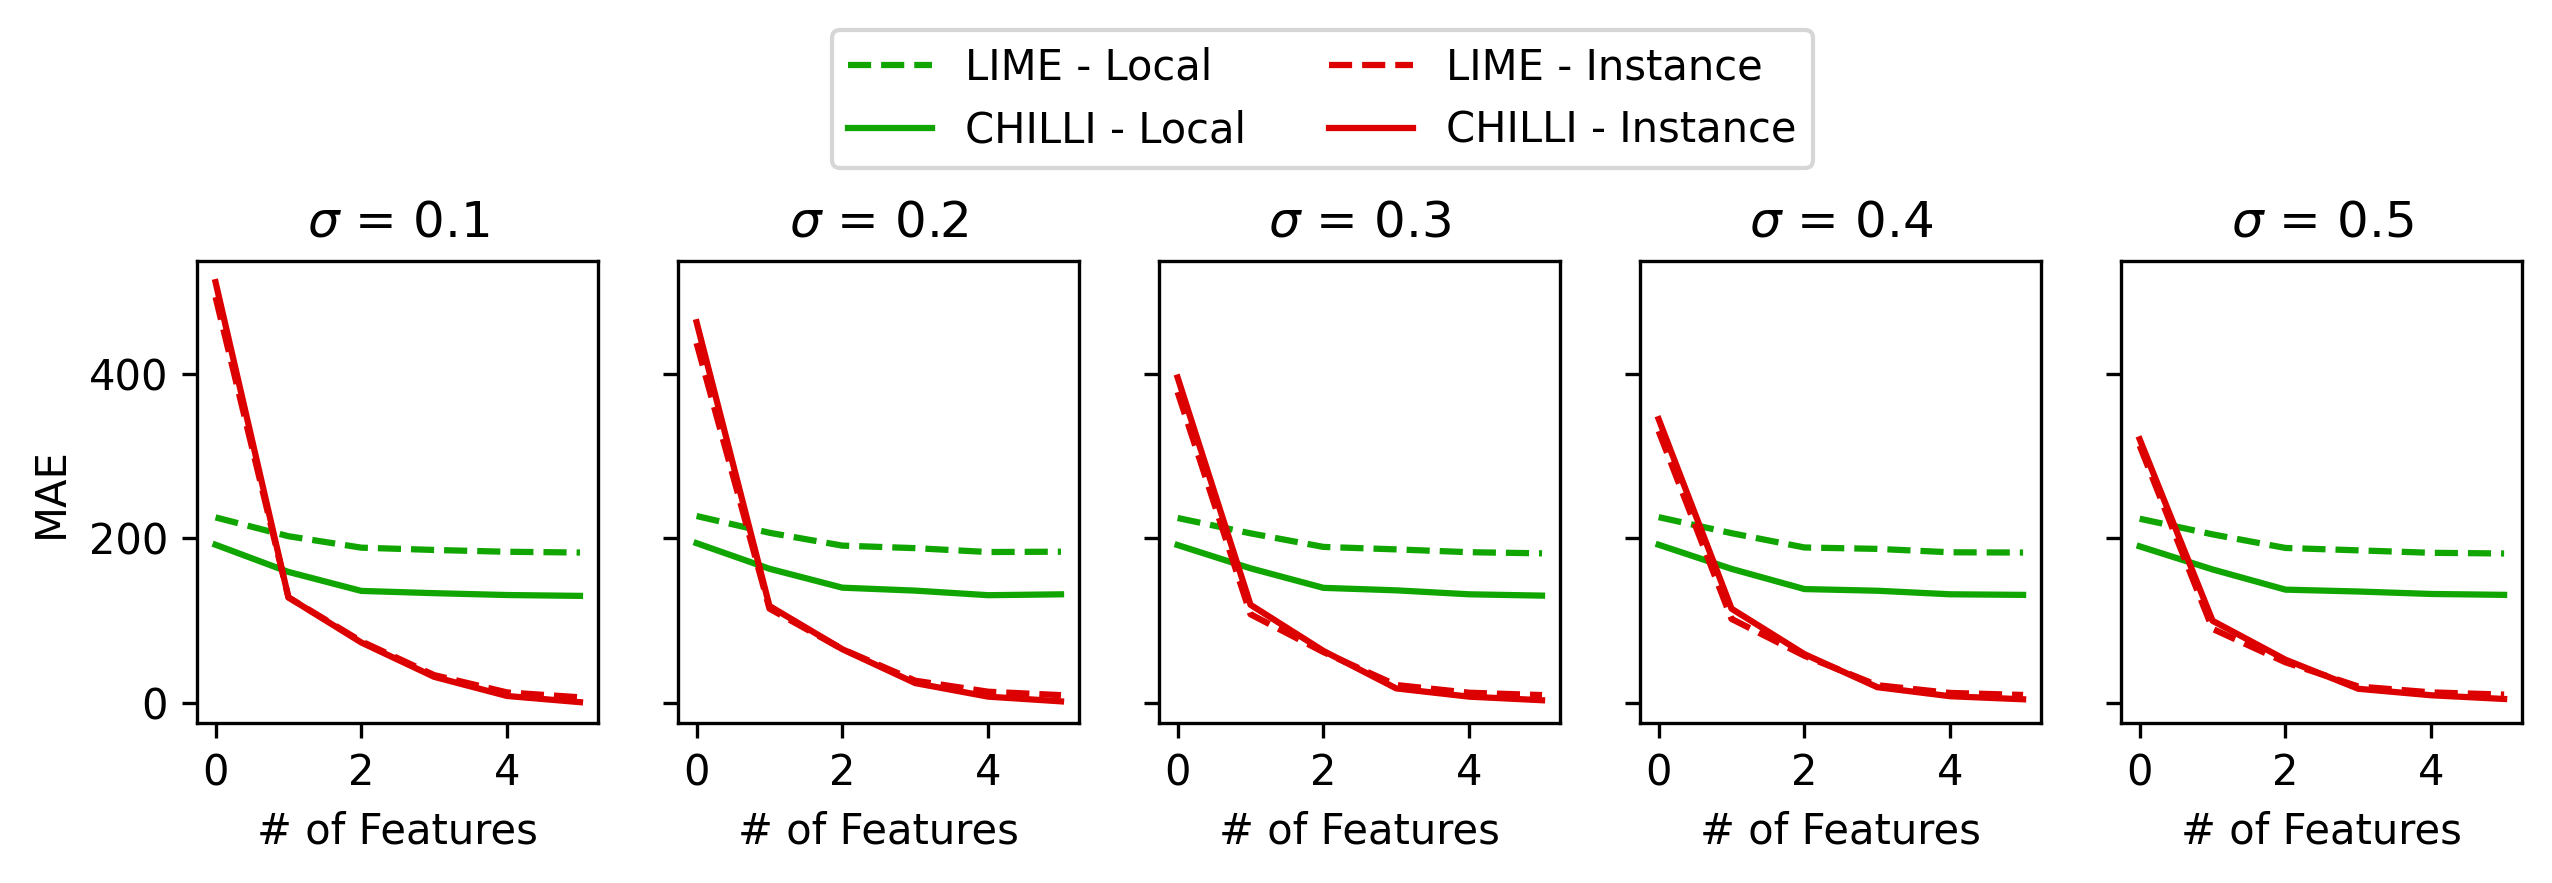 LIME - Local
CHILLI - Local
LIME - Instance
CHILLI - Instance
σ = 0.1
σ = 0.2
σ = 0.3
σ = 0.4
σ = 0.5
MAE
400
200
0
0 2 4
0 2 4
0 2 4
0 2 4
0 2 4
# of Features
# of Features
# of Features
# of Features
# of Features